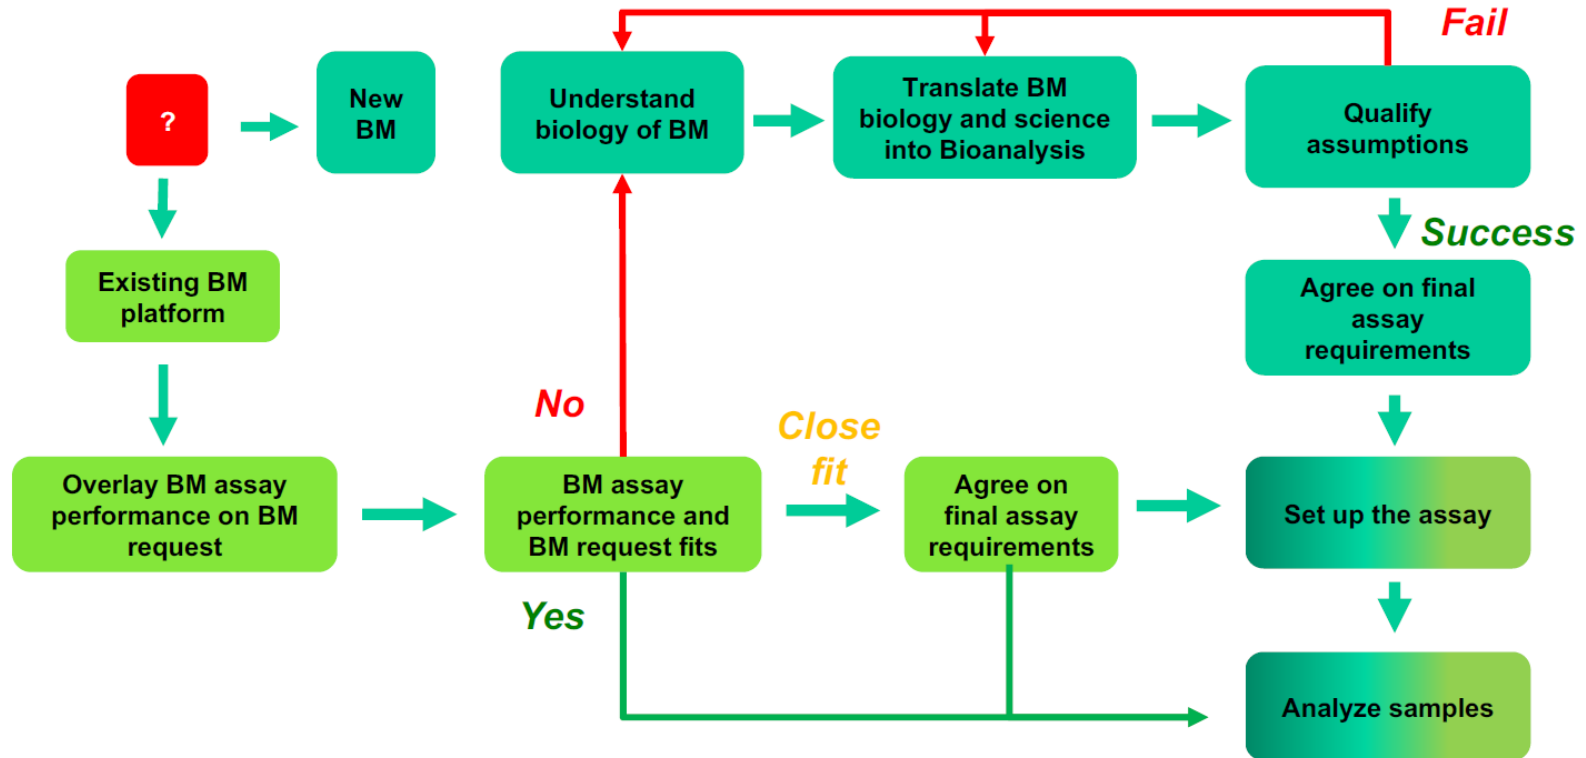 Fail
?
New
BM
Understand
biology of BM
Translate BM
biology and science
into Bioanalysis
Qualify
assumptions
Success
Existing BM
platform
Agree on final
assay
requirements
No
Close
fit
Overlay BM assay
performance on BM
request
BM assay
performance and
BM request fits
Agree on
final assay
requirements
Set up the assay
Yes
Analyze samples